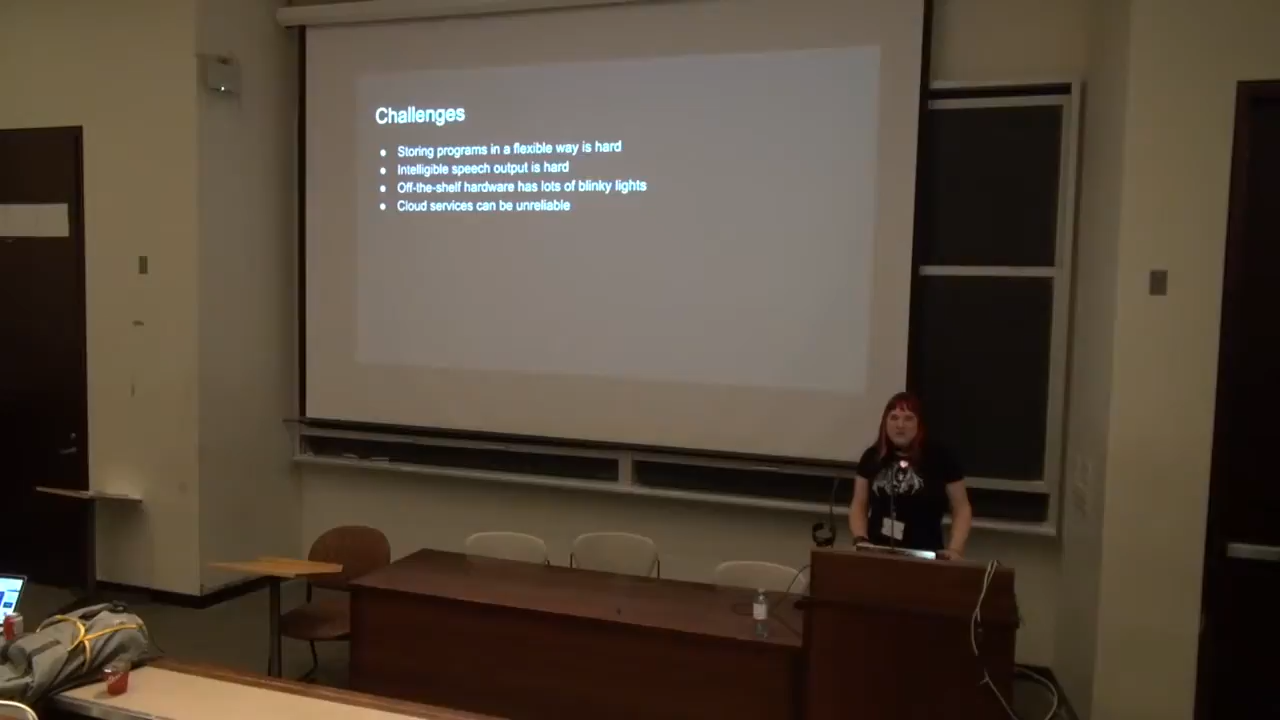 Challenges
● Storing programs in a flexible way is hard
● Intelligible speech output is hard
● Off-the-shelf hardware has lots of blinky lights
● Cloud services can be unreliable